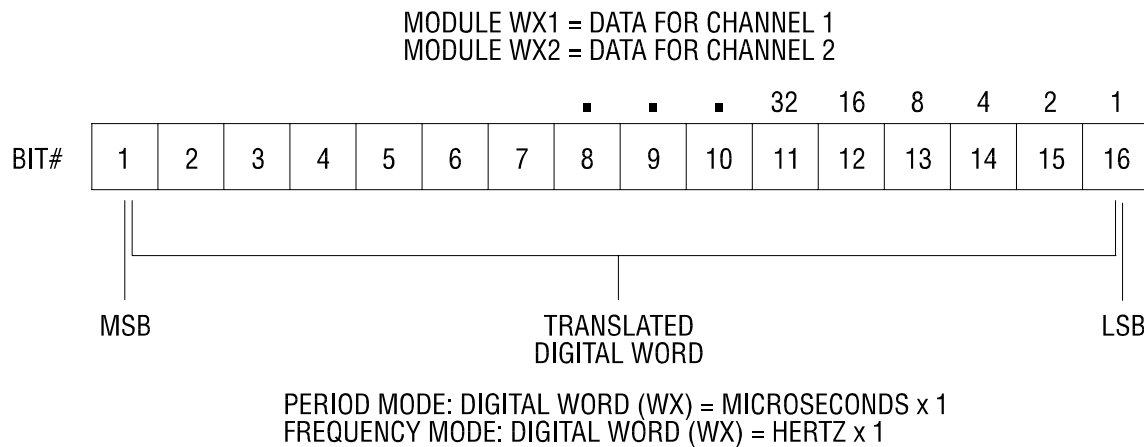 MODULE WX1 = DATA FOR CHANNEL 1
MODULE WX2 = DATA FOR CHANNEL 2
32 16 8 4 2 1
BIT# 1 2 3 4 5 6 7 8 9 10 11 12 13 14 15 16
MSB TRANSLATED LSB
DIGITAL WORD
PERIOD MODE: DIGITAL WORD (WX) = MICROSECONDS x 1
FREQUENCY MODE: DIGITAL WORD (WX) = HERTZ x 1